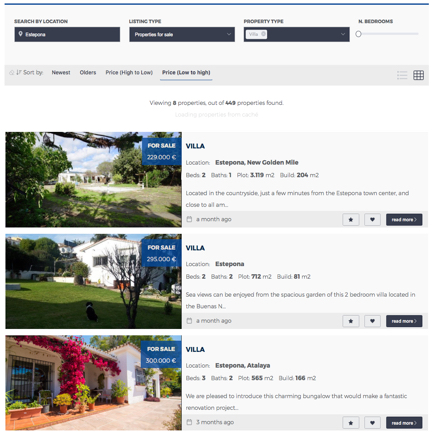 SEARCH BY LOCATION LISTING TYPE PROPERTY TYPE N. BEDROOMS
Estepona Properties for sale Villa
Sort by: Newest Olders Price (High to Low) Price (Low to high)
Viewing 8 properties, out of 449 properties found.
Loading properties from cache
FOR SALE
229.000 €
VILLA
Location: Estepona, New Golden Mile
Beds: 2 Baths: 1 Plot: 3.119 m2 Build: 204 m2
Located in the countryside, just a few minutes from the Estepona town center, and
close to all am...
a month ago read more
FOR SALE
295.000 €
VILLA
Location: Estepona
Beds: 2 Baths: 2 Plot: 712 m2 Build: 81 m2
Sea views can be enjoyed from the spacious garden of this 2 bedroom villa located in
the Buenas N...
a month ago read more
FOR SALE
300.000 €
VILLA
Location: Estepona, Atalaya
Beds: 3 Baths: 2 Plot: 565 m2 Build: 166 m2
We are pleased to introduce this charming bungalow that would make a fantastic
renovation project...
3 months ago read more